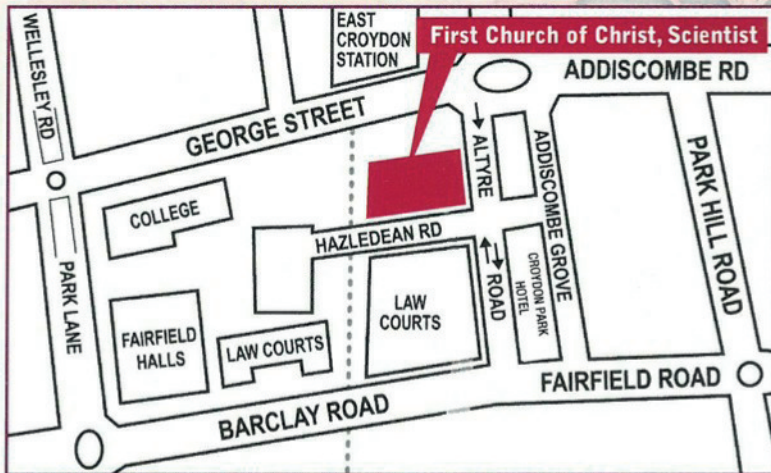 WELLESLEY RD
EAST
CROYDON
STATION
First Church of Christ, Scientist
ADDISCOMBE RD
GEORGE STREET
ALTYRE
ADDISCOMBE GROVE
PARK HILL ROAD
COLLEGE
HAZLEDEAN RD
PARK LANE
ROAD
CROYDON PARK
HOTEL
LAW
COURTS
FAIRFIELD
HALLS
LAW COURTS
FAIRFIELD ROAD
BARCLAY ROAD